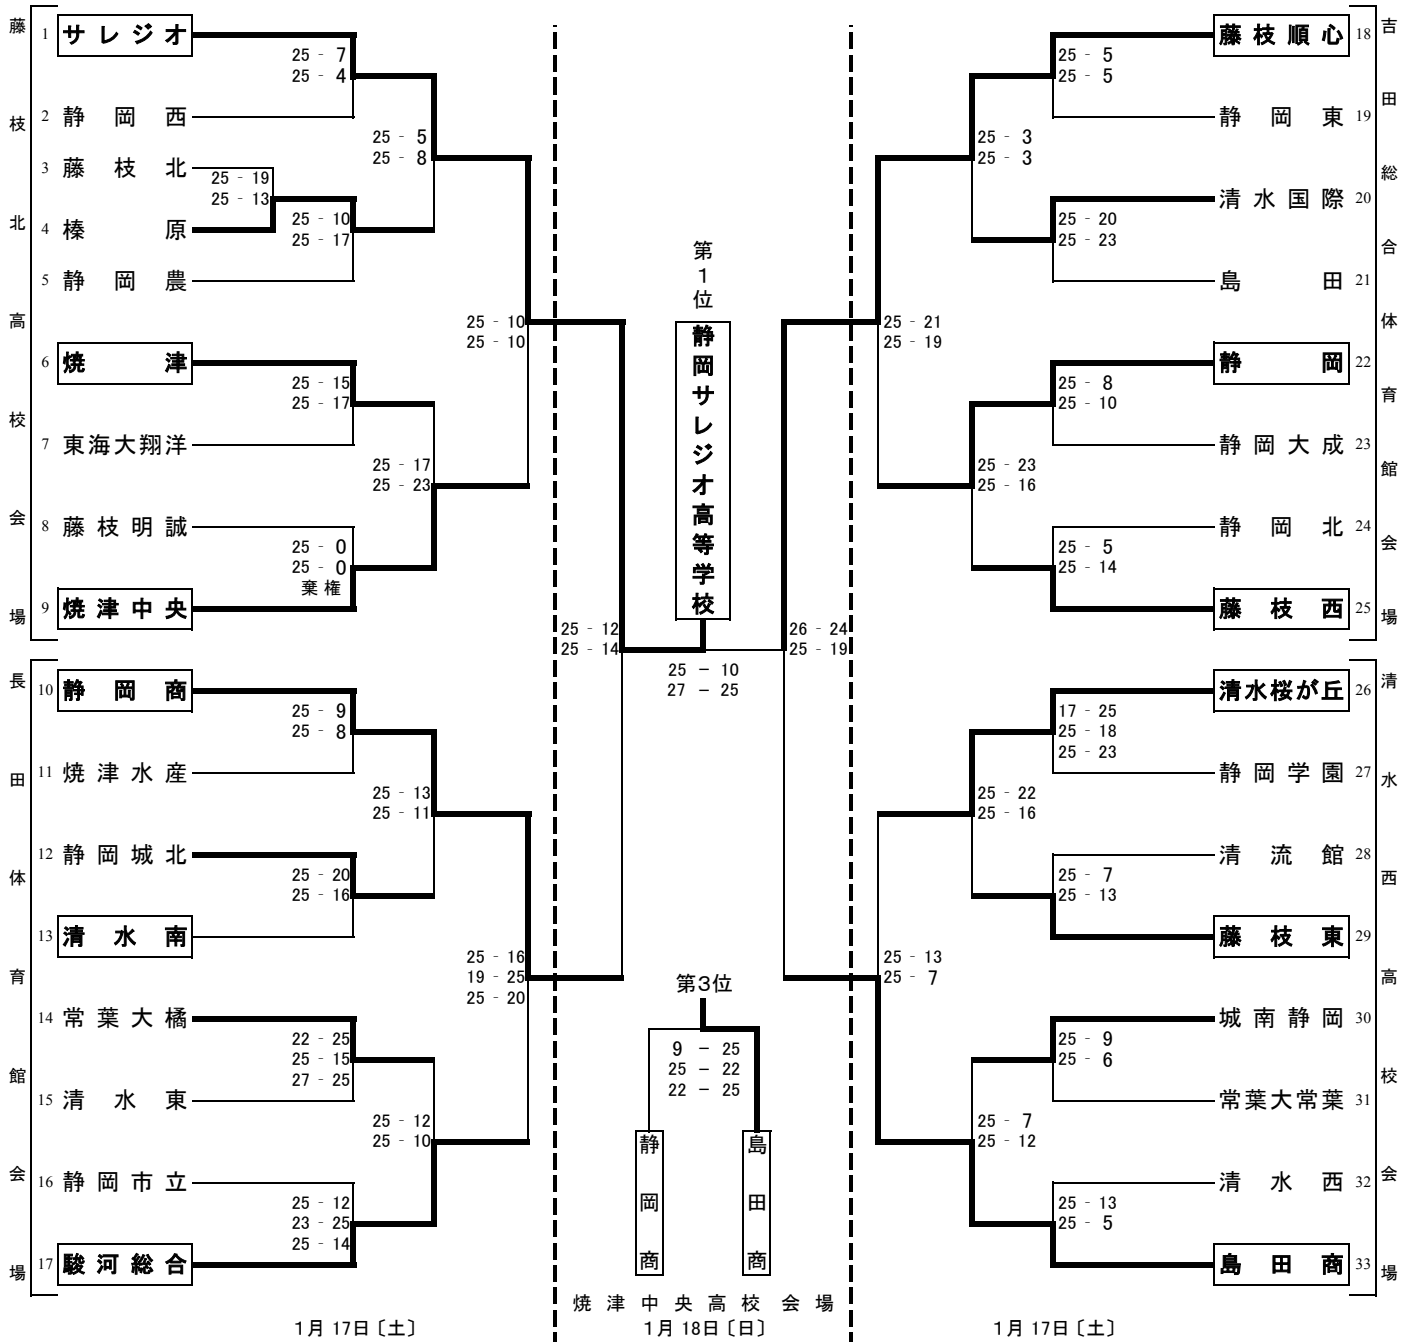 藤枝北高校会場
1 サレジオ
25 - 7
25 - 4
2 静岡西
25 - 5
25 - 8
3 藤枝北
25 - 19
25 - 13
4 榛原
25 - 10
25 - 17
5 静岡農
25 - 10
25 - 10
6 焼津
25 - 15
25 - 17
7 東海大翔洋
25 - 17
25 - 23
8 藤枝明誠
25 - 0
25 - 0
棄権
9 焼津中央
25 - 12
25 - 14
長田体育館会場
10 静岡商
25 - 9
25 - 8
11 焼津水産
25 - 13
25 - 11
12 静岡城北
25 - 20
25 - 16
13 清水南
25 - 16
19 - 25
25 - 20
14 常葉大橘
22 - 25
25 - 15
27 - 25
15 清水東
25 - 12
25 - 10
16 静岡市立
25 - 12
23 - 25
25 - 14
17 駿河総合
1月 17日〔土〕
第1位
静岡サレジオ高等学校
25 － 10
27 － 25
第3位
9 － 25
25 － 22
22 － 25
静岡商
島田商
焼津中央高校 会場
1月 18日〔日〕
吉田総合体育館会場
藤枝順心 18
25 - 5
25 - 5
静岡東 19
25 - 3
25 - 3
清水国際 20
25 - 20
25 - 23
島田 21
25 - 21
25 - 19
静岡 22
25 - 8
25 - 10
静岡大成 23
25 - 23
25 - 16
静岡北 24
25 - 5
25 - 14
藤枝西 25
26 - 24
25 - 19
清水西高校会場
清水桜が丘 26
17 - 25
25 - 18
25 - 23
静岡学園 27
25 - 22
25 - 16
清流館 28
25 - 7
25 - 13
藤枝東 29
25 - 13
25 - 7
城南静岡 30
25 - 9
25 - 6
常葉大常葉 31
25 - 7
25 - 12
清水西 32
25 - 13
25 - 5
島田商 33
1月 17日〔土〕